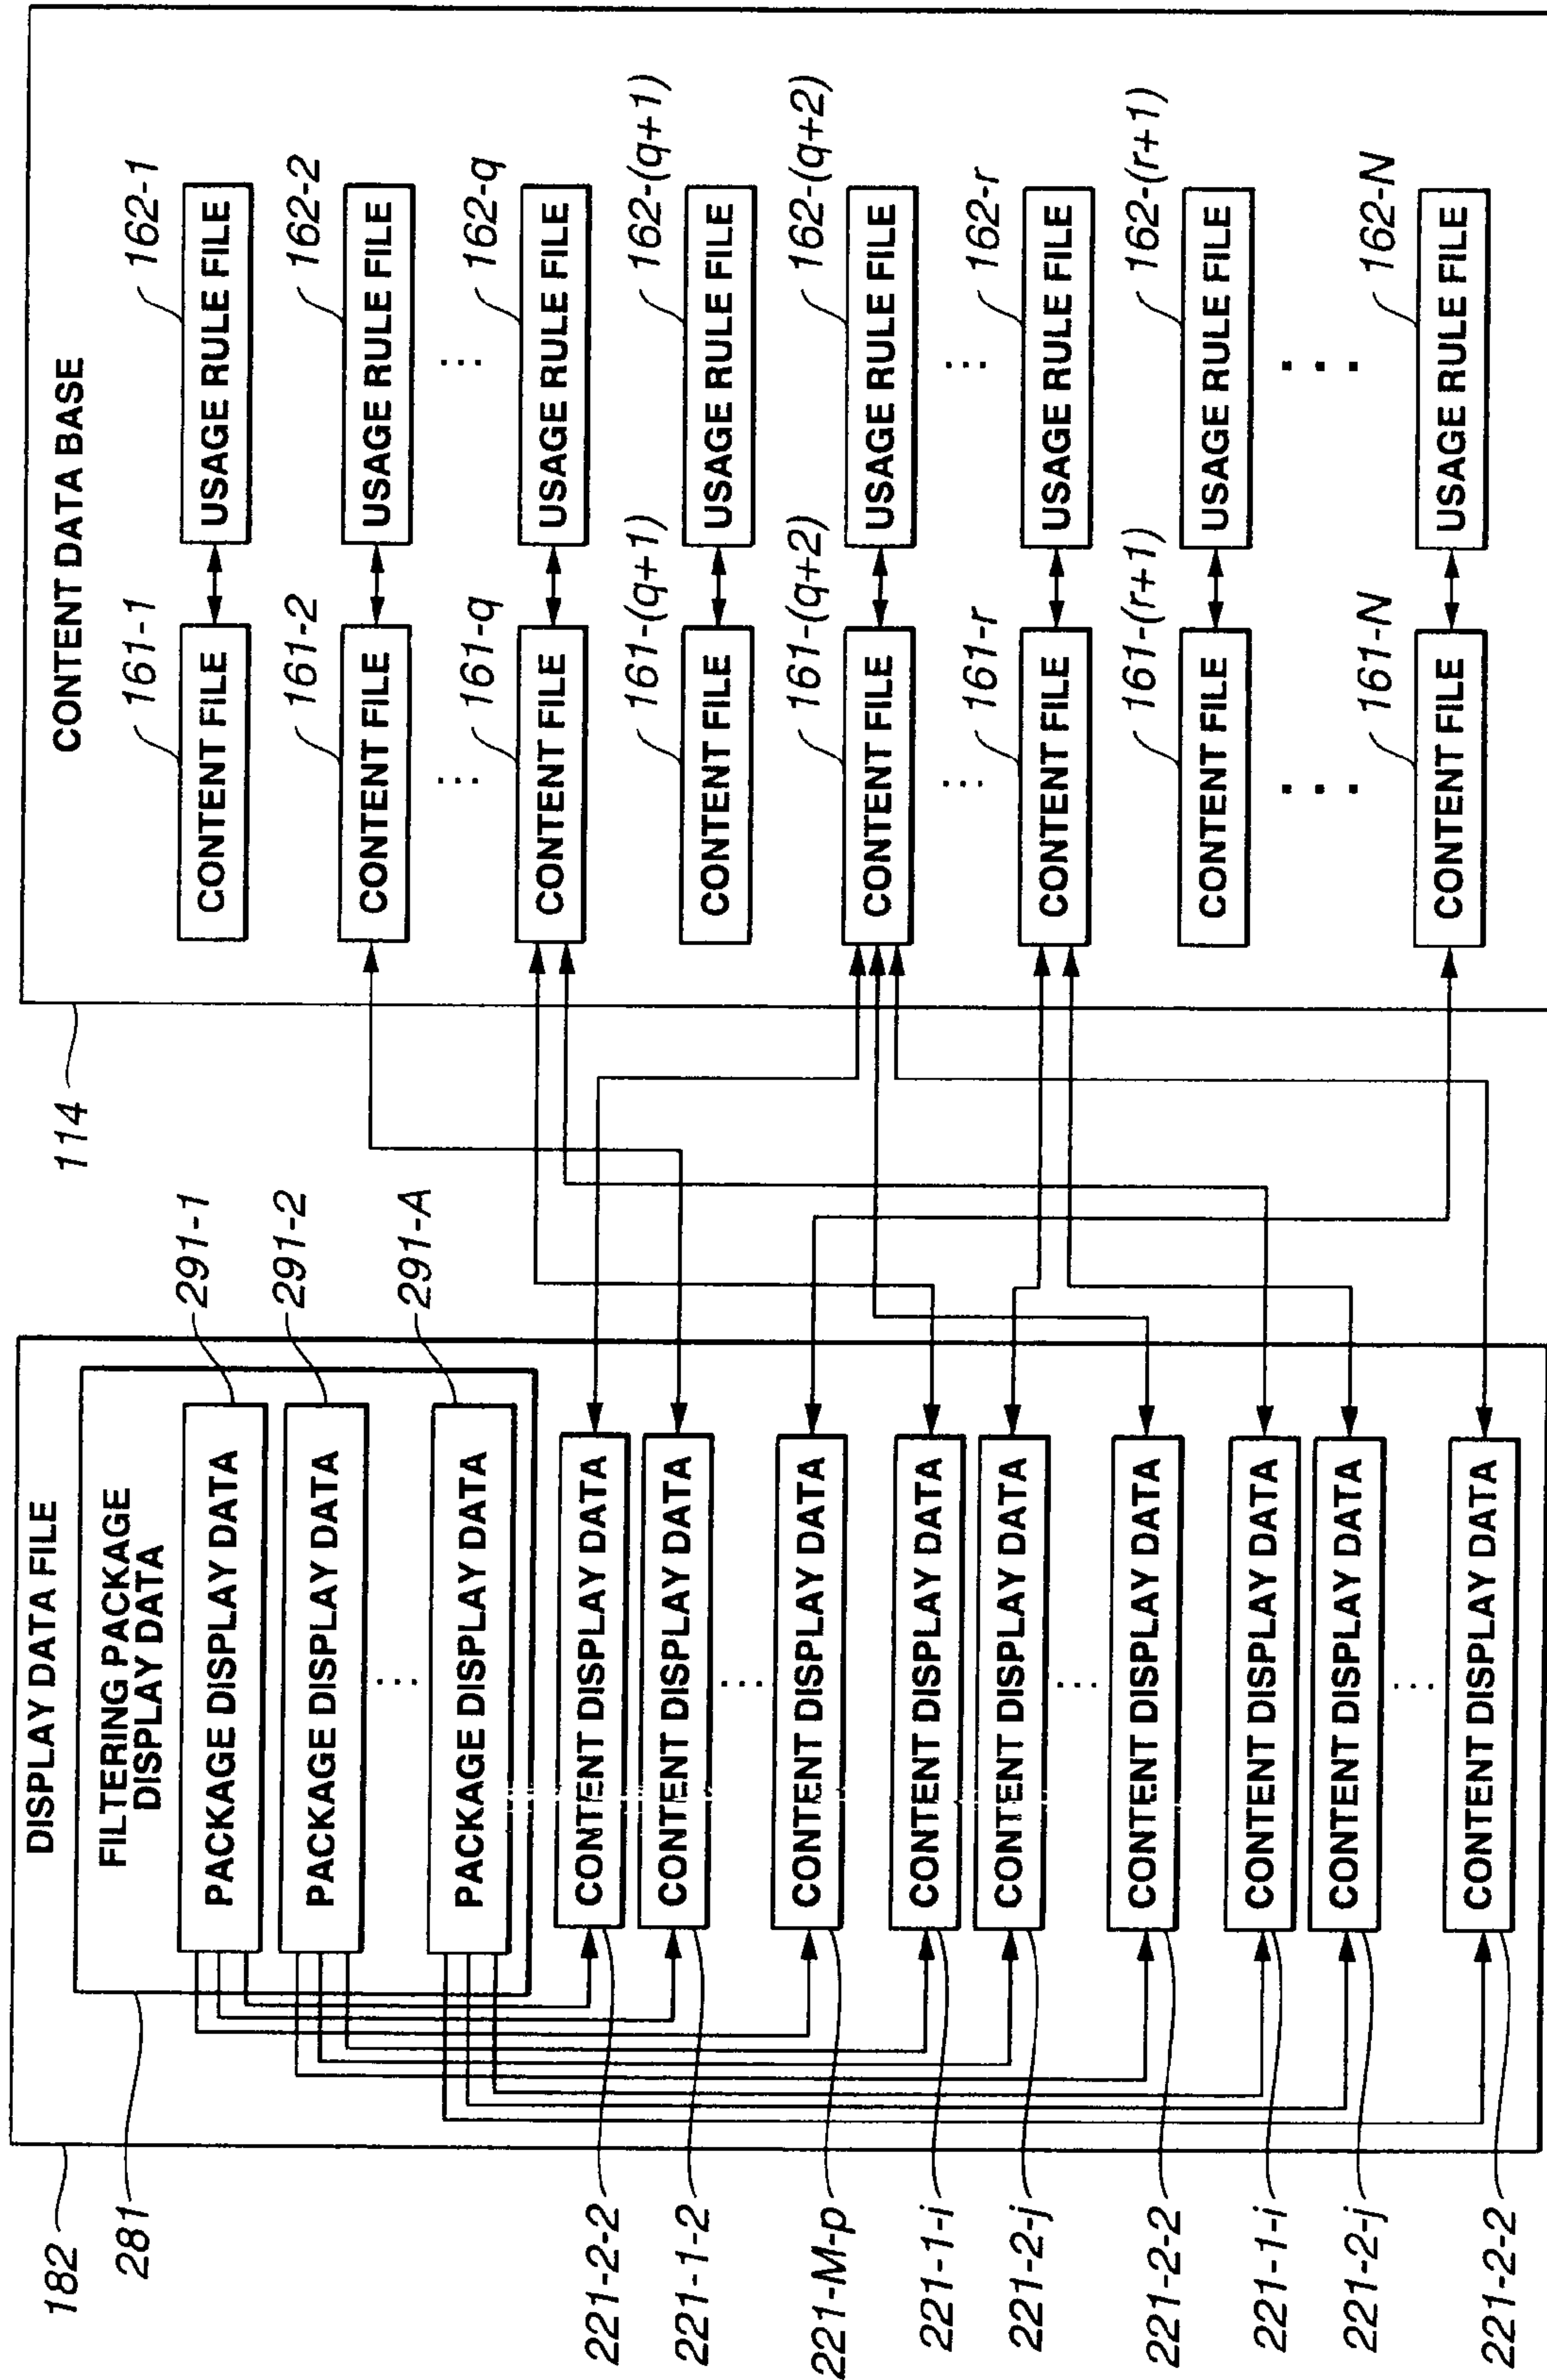 DISPLAY DATA FILE
FILTERING PACKAGE
DISPLAY DATA
PACKAGE DISPLAY DATA
PACKAGE DISPLAY DATA
...
PACKAGE DISPLAY DATA
CONTENT DISPLAY DATA
CONTENT DISPLAY DATA
...
CONTENT DISPLAY DATA
CONTENT DISPLAY DATA
CONTENT DISPLAY DATA
...
CONTENT DISPLAY DATA
CONTENT DISPLAY DATA
CONTENT DISPLAY DATA
...
CONTENT DISPLAY DATA
182
281
221-2-2
221-1-2
221-M-p
221-1-i
221-2-j
221-2-2
221-1-i
221-2-j
221-2-2
291-1
291-2
291-A
114
CONTENT DATA BASE
161-1
CONTENT FILE
162-1
USAGE RULE FILE
161-2
CONTENT FILE
162-2
USAGE RULE FILE
...
...
161-q
CONTENT FILE
162-q
USAGE RULE FILE
161-(q+1)
CONTENT FILE
162-(q+1)
USAGE RULE FILE
161-(q+2)
CONTENT FILE
162-(q+2)
USAGE RULE FILE
...
...
161-r
CONTENT FILE
162-r
USAGE RULE FILE
161-(r+1)
CONTENT FILE
162-(r+1)
USAGE RULE FILE
...
...
161-N
CONTENT FILE
162-N
USAGE RULE FILE